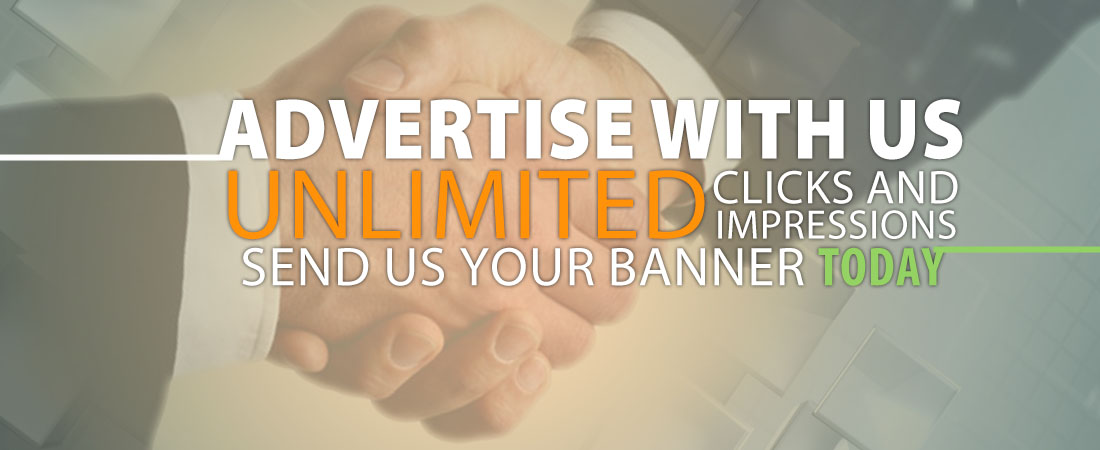 ADVERTISE WITH US
UNLIMITED CLICKS AND
IMPRESSIONS
SEND US YOUR BANNER TODAY